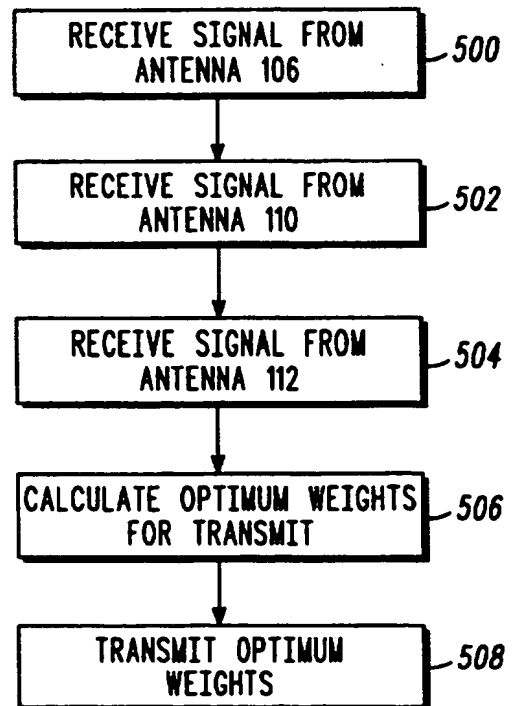 RECEIVE SIGNAL FROM
ANTENNA 106
500
RECEIVE SIGNAL FROM
ANTENNA 110
502
RECEIVE SIGNAL FROM
ANTENNA 112
504
CALCULATE OPTIMUM WEIGHTS
FOR TRANSMIT
506
TRANSMIT OPTIMUM
WEIGHTS
508